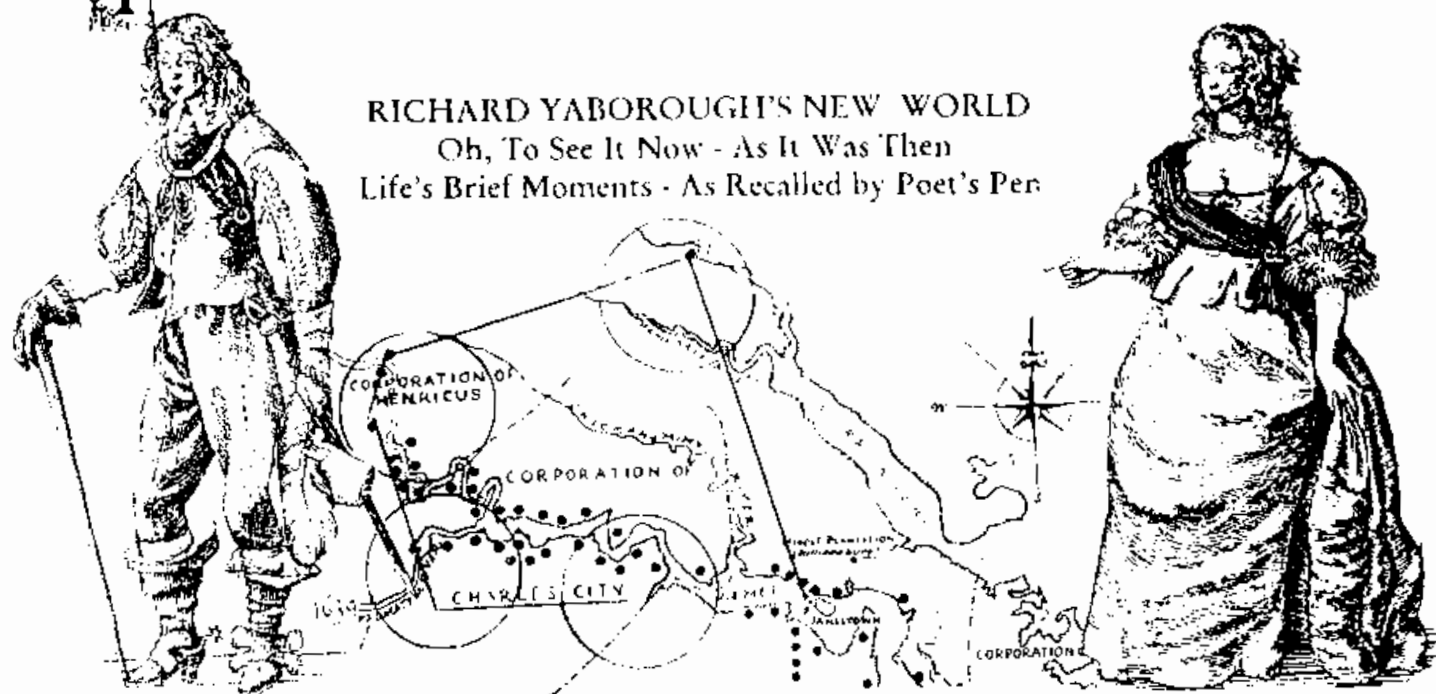 RICHARD YABOROUGH'S NEW WORLD
Oh, To See It Now - As It Was Then
Life's Brief Moments - As Recalled by Poet's Pen
CORPORATION OF
HENRICUS
CORPORATION OF
CHARLES CITY
JAMESTOWN
CORPORATION
W